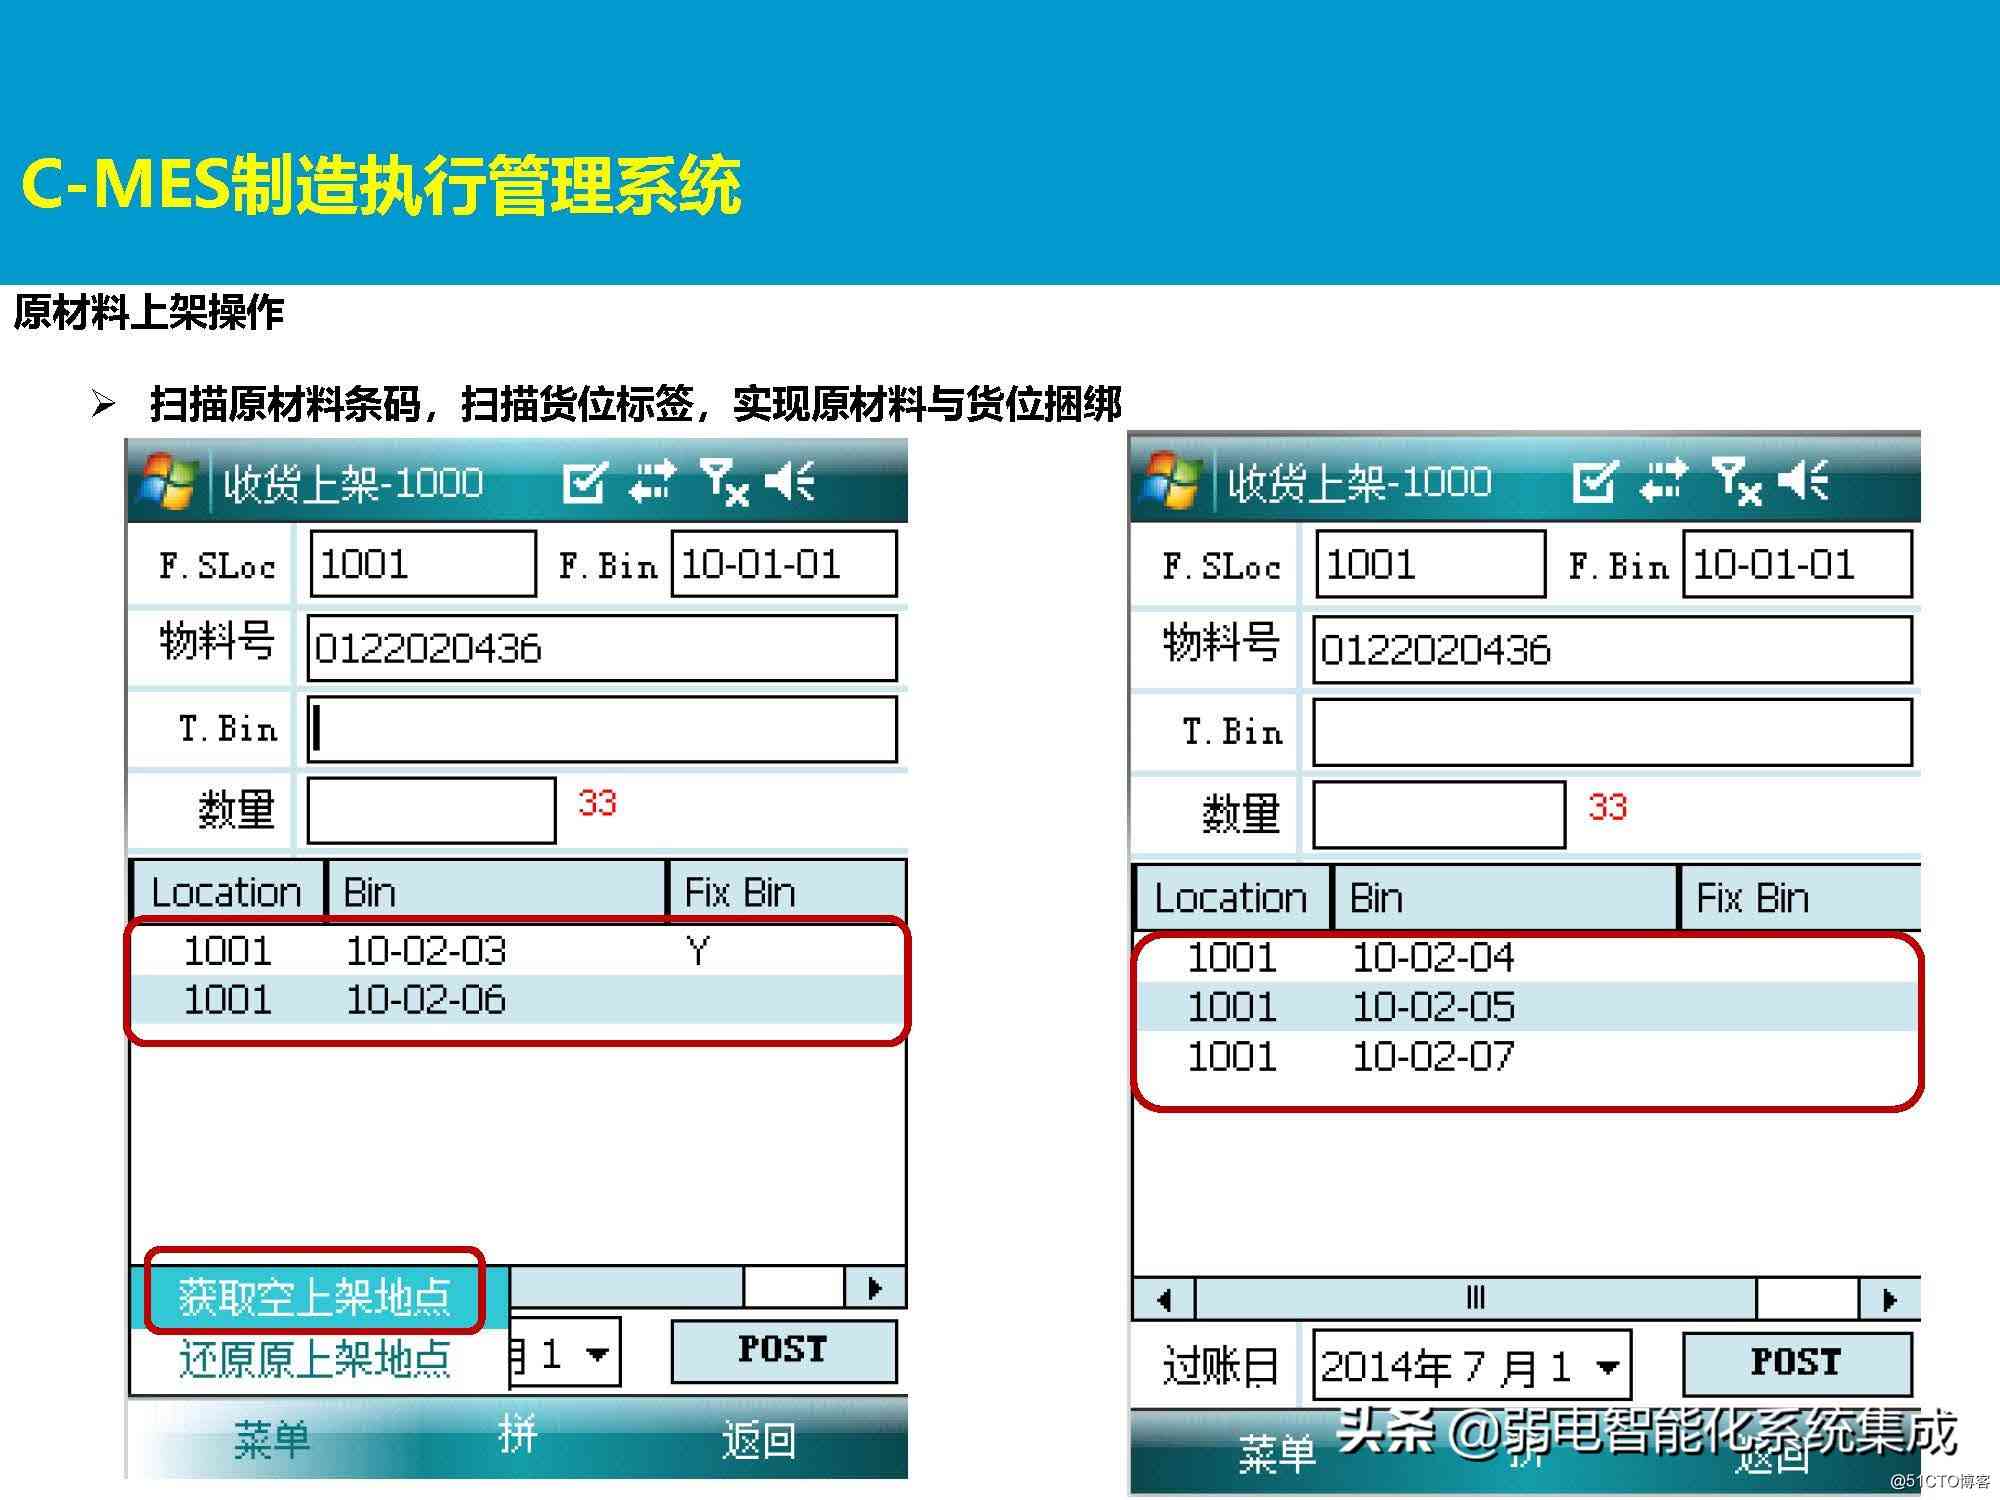 C-MES制造执行管理系统
原材料上架操作
➢ 扫描原材料条码，扫描货位标签，实现原材料与货位捆绑
收货上架-1000
F.SLoc 1001 F.Bin 10-01-01
物料号 0122020436
T.Bin
数量 33
Location Bin Fix Bin
1001 10-02-03 Y
1001 10-02-06
获取空上架地点
还原原上架地点
月 1 POST
菜单 拼 返回
收货上架-1000
F.SLoc 1001 F.Bin 10-01-01
物料号 0122020436
T.Bin
数量 33
Location Bin Fix Bin
1001 10-02-04
1001 10-02-05
1001 10-02-07
过账日 2014年 7 月 1 POST
菜单 拼 返回
头条 @弱电智能化系统集成
@51CTO博客